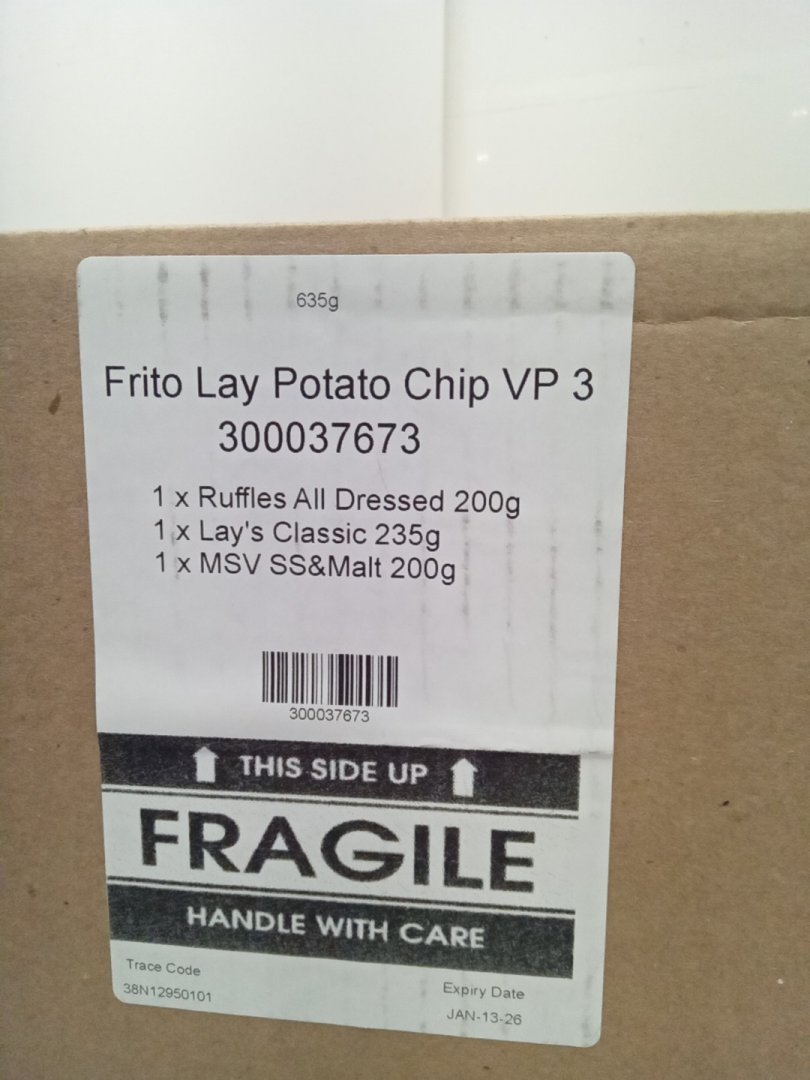 635g
Frito Lay Potato Chip VP 3
300037673
1 x Ruffles All Dressed 200g
1 x Lay's Classic 235g
1 x MSV SS&Malt 200g
300037673
THIS SIDE UP
FRAGILE
HANDLE WITH CARE
Trace Code
38N12950101
Expiry Date
JAN-13-26